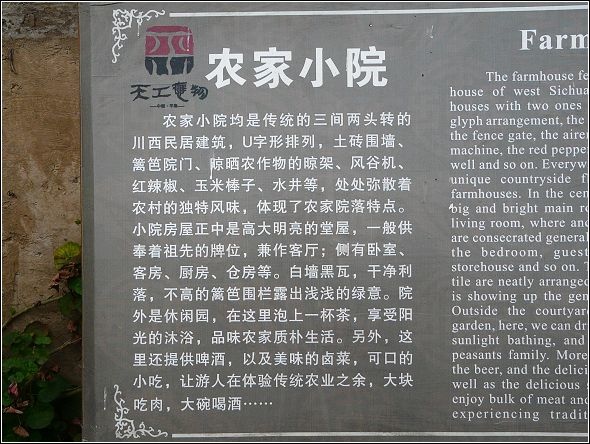 天工应物
农家小院
农家小院均是传统的三间两头转的
川西民居建筑，U字形排列，土砖围墙、
篱笆院门、晾晒农作物的晾架、风谷机、
红辣椒、玉米棒子、水井等，处处弥散着
农村的独特风味，体现了农家院落特点。
小院房屋正中是高大明亮的堂屋，一般供
奉着祖先的牌位，兼作客厅；侧有卧室、
客房、厨房、仓房等。白墙黑瓦，干净利
落，不高的篱笆围栏露出浅浅的绿意。院
外是休闲园，在这里泡上一杯茶，享受阳
光的沐浴，品味农家质朴生活。另外，这
里还提供啤酒，以及美味的卤菜，可口的
小吃，让游人在体验传统农业之余，大块
吃肉，大碗喝酒……
Farm
The farmhouse fe
house of west Sichua
houses with two ones
glyph arrangement, the
the fence gate, the airen
machine, the red pepper
well and so on. Everyw
unique countryside f
farmhouses. In the cen
big and bright main ro
living room, where and
are consecrated general
the bedroom, guest
storehouse and so on. T
tile are neatly arranged
is showing up the gen
Outside the courtya
garden, here, we can dr
sunlight bathing, and
peasants family. More
the beer, and the delici
well as the delicious s
enjoy bulk of meat and
experiencing tradit